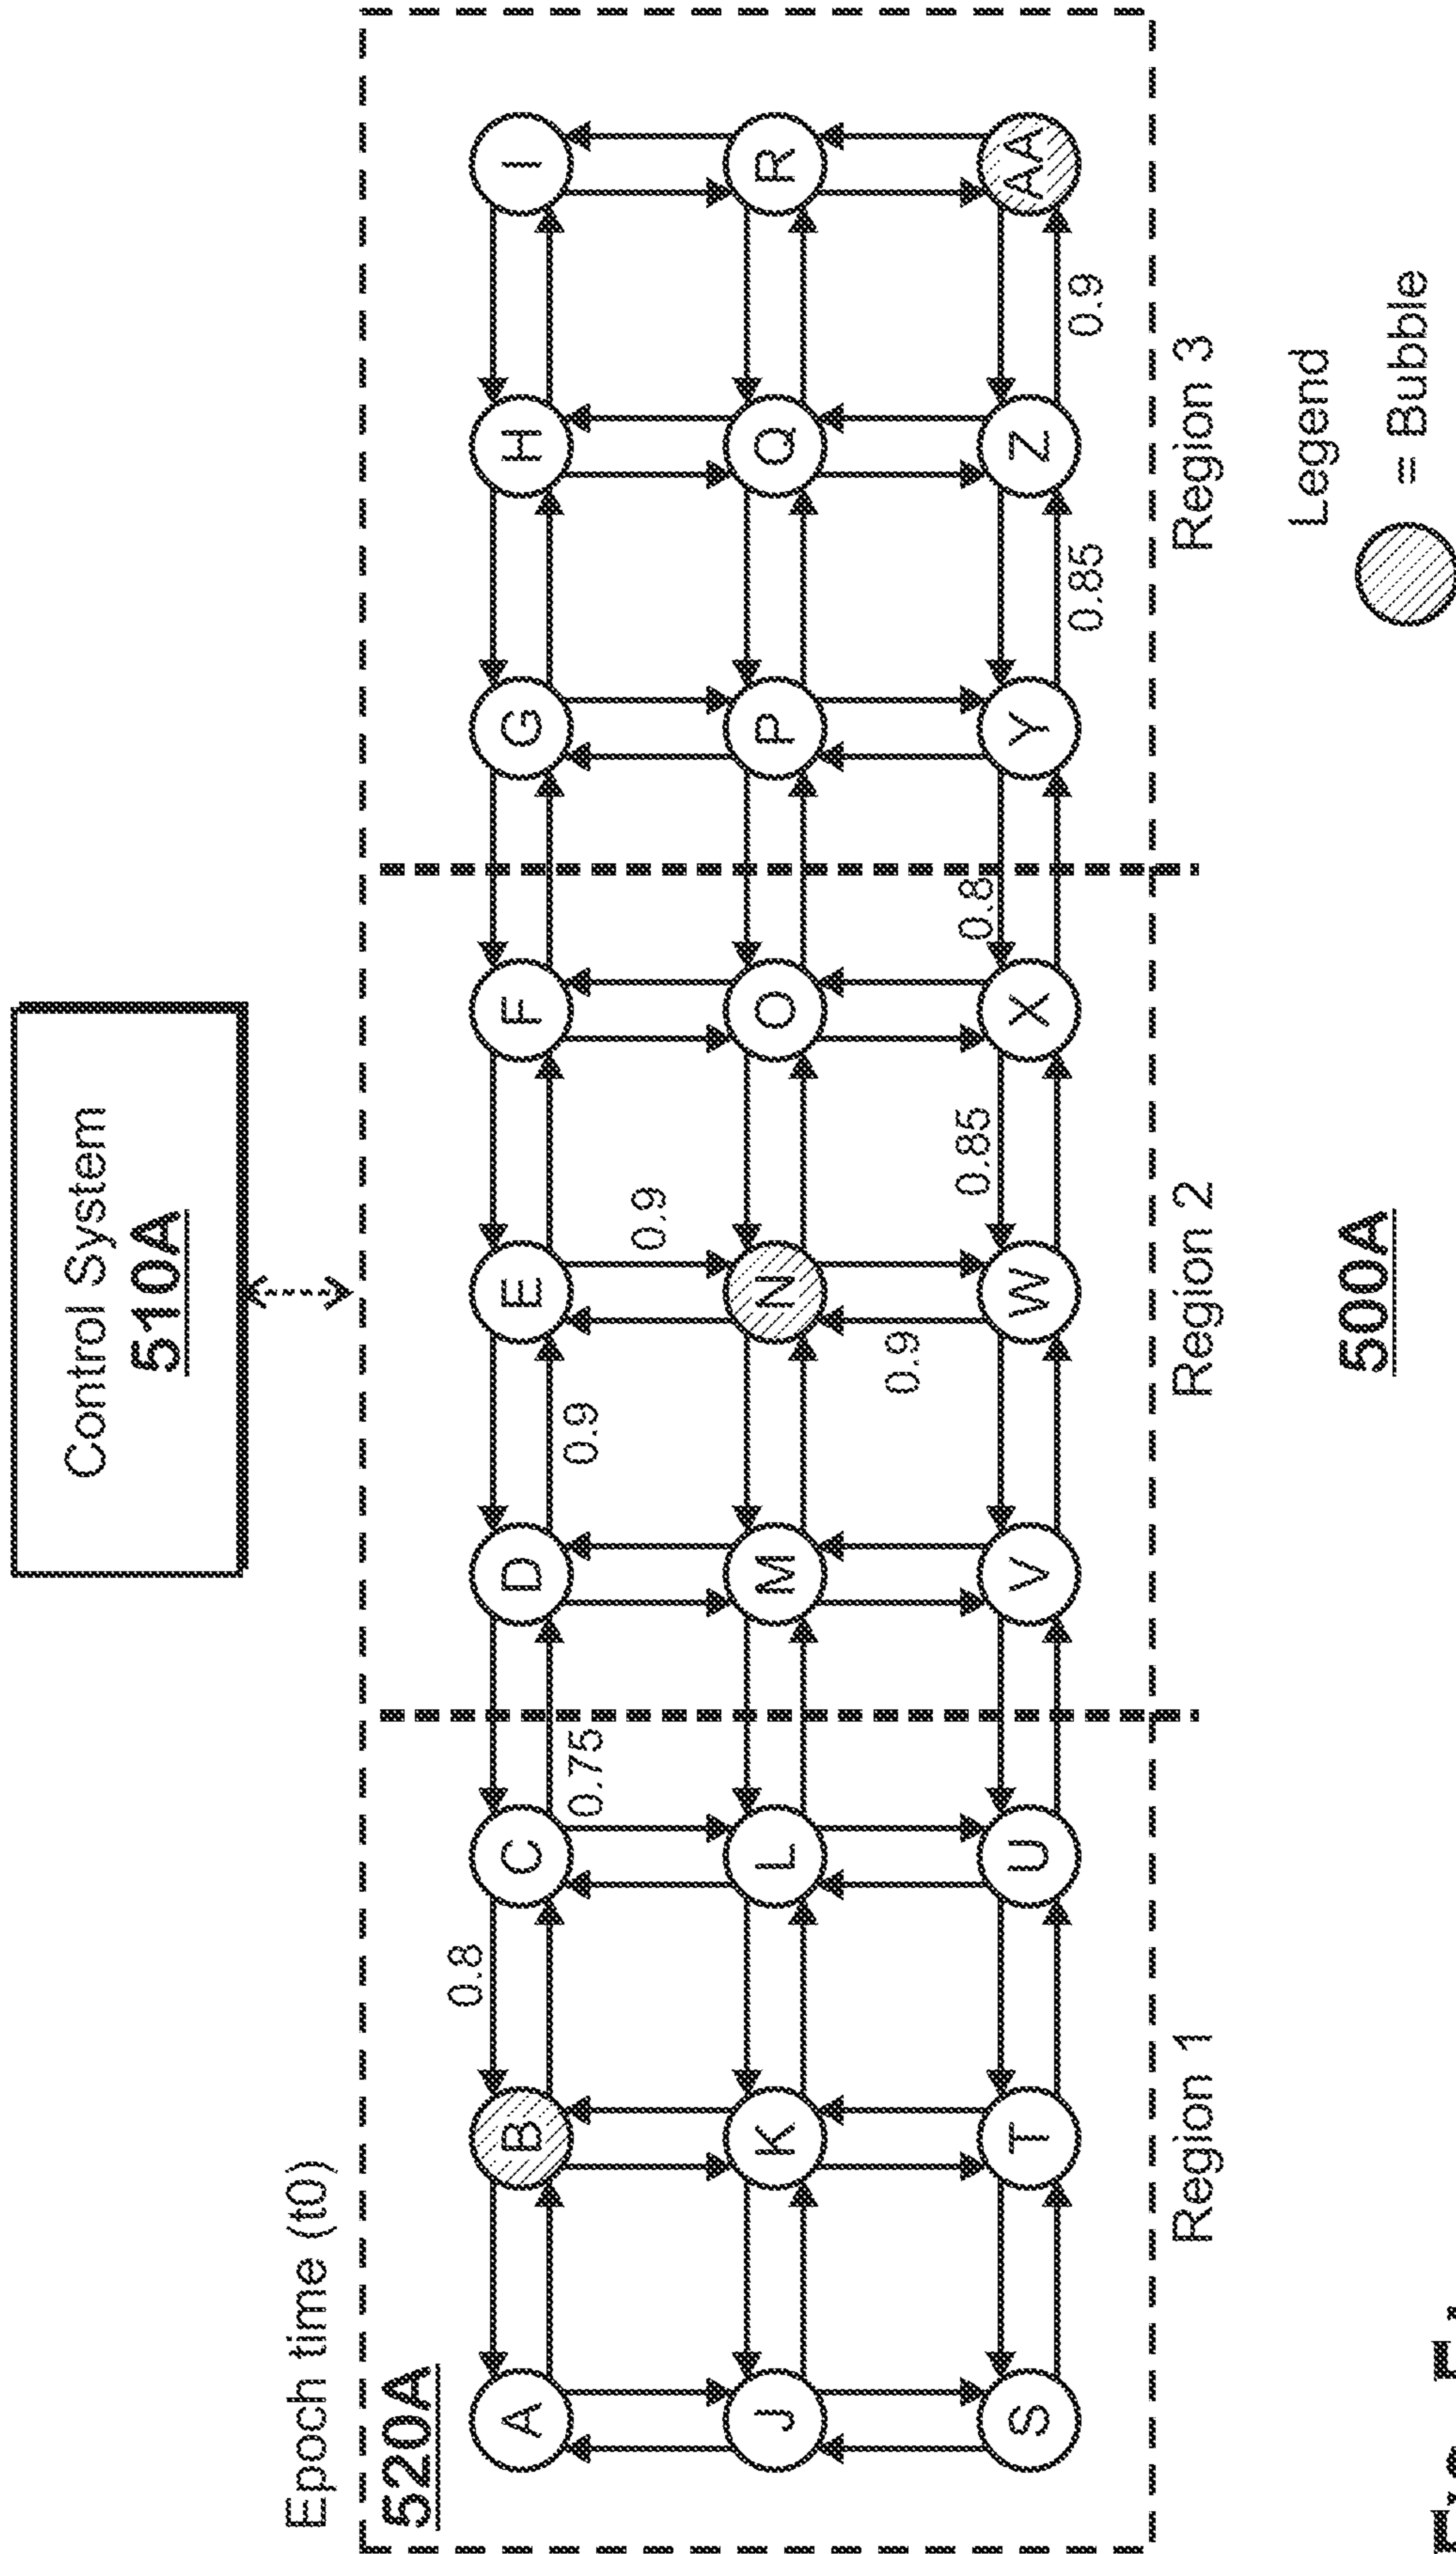 Control System
510A
Epoch time (t0)
520A
0.8
A
B
C
D
E
F
G
H
I
0.75
0.9
0.9
J
K
L
M
N
O
P
Q
R
0.9
0.85
0.8
S
T
U
V
W
X
Y
Z
AA
0.85
0.9
Region 1
Region 2
Region 3
Legend
= Bubble
500A